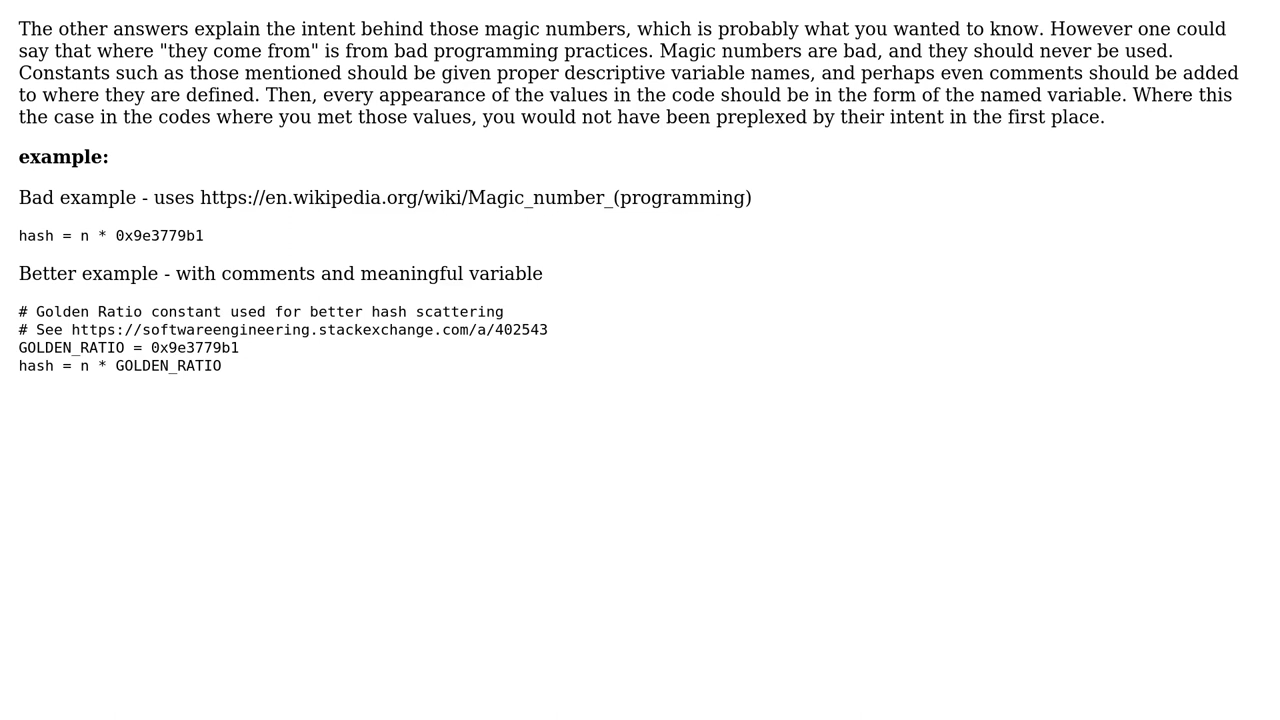 The other answers explain the intent behind those magic numbers, which is probably what you wanted to know. However one could
say that where "they come from" is from bad programming practices. Magic numbers are bad, and they should never be used.
Constants such as those mentioned should be given proper descriptive variable names, and perhaps even comments should be added
to where they are defined. Then, every appearance of the values in the code should be in the form of the named variable. Where this
the case in the codes where you met those values, you would not have been preplexed by their intent in the first place.
example:
Bad example - uses https://en.wikipedia.org/wiki/Magic_number_(programming)
hash = n * 0x9e3779b1
Better example - with comments and meaningful variable
# Golden Ratio constant used for better hash scattering
# See https://softwareengineering.stackexchange.com/a/402543
GOLDEN_RATIO = 0x9e3779b1
hash = n * GOLDEN_RATIO